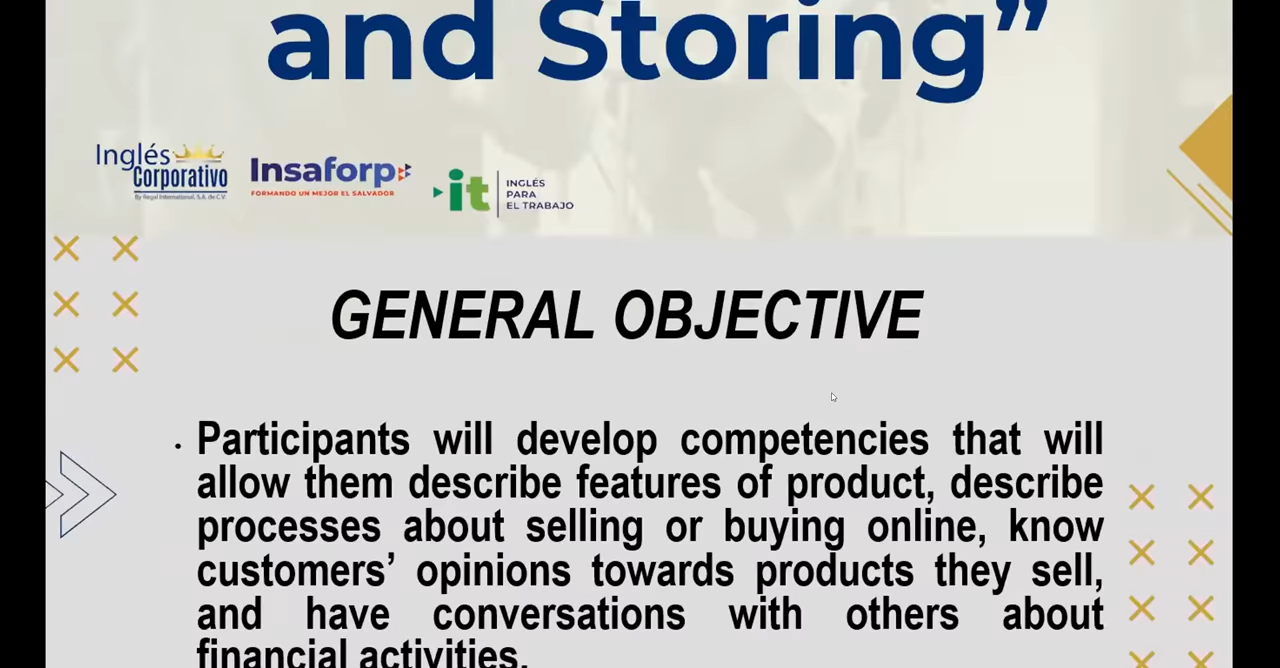 and Storing”
Inglés
Corporativo
By Regal International, S.A. de C.V.
Insaforp
FORMANDO UN MEJOR EL SALVADOR
it
INGLÉS
PARA
EL TRABAJO
GENERAL OBJECTIVE
• Participants will develop competencies that will
allow them describe features of product, describe
processes about selling or buying online, know
customers’ opinions towards products they sell,
and have conversations with others about
financial activities.